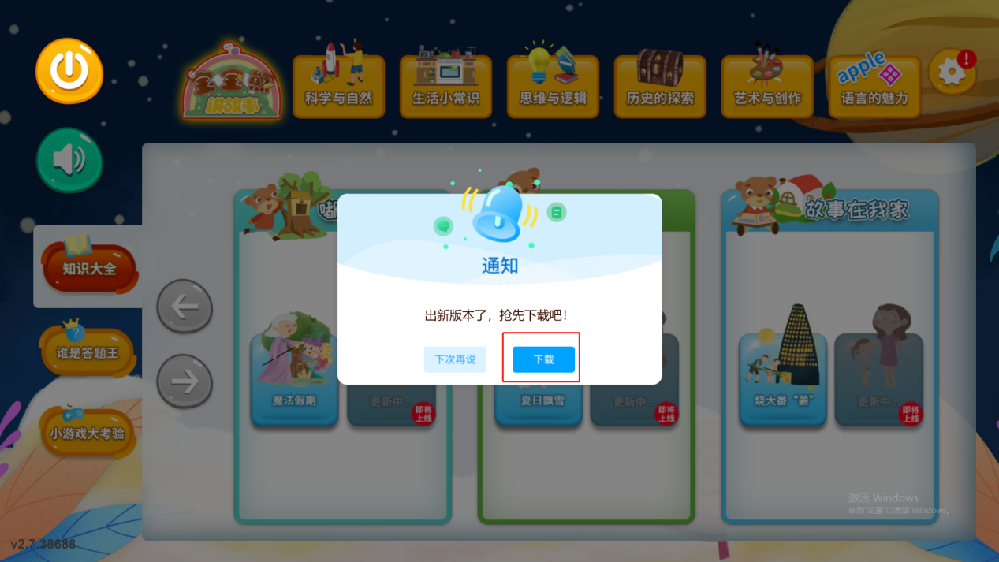 宝宝熊
讲故事
科学与自然
生活小常识
思维与逻辑
历史的探索
艺术与创作
apple
语言的魅力
!
知识大全
?
谁是答题王
小游戏大考验
故事在我家
通知
出新版本了，抢先下载吧！
下次再说
下载
魔法假期
更新中...
即将
上线
夏日飘雪
更新中...
即将
上线
烧大番“薯”
更新中...
即将
上线
激活 Windows
转到"设置"以激活 Windows。
v2.7.38688